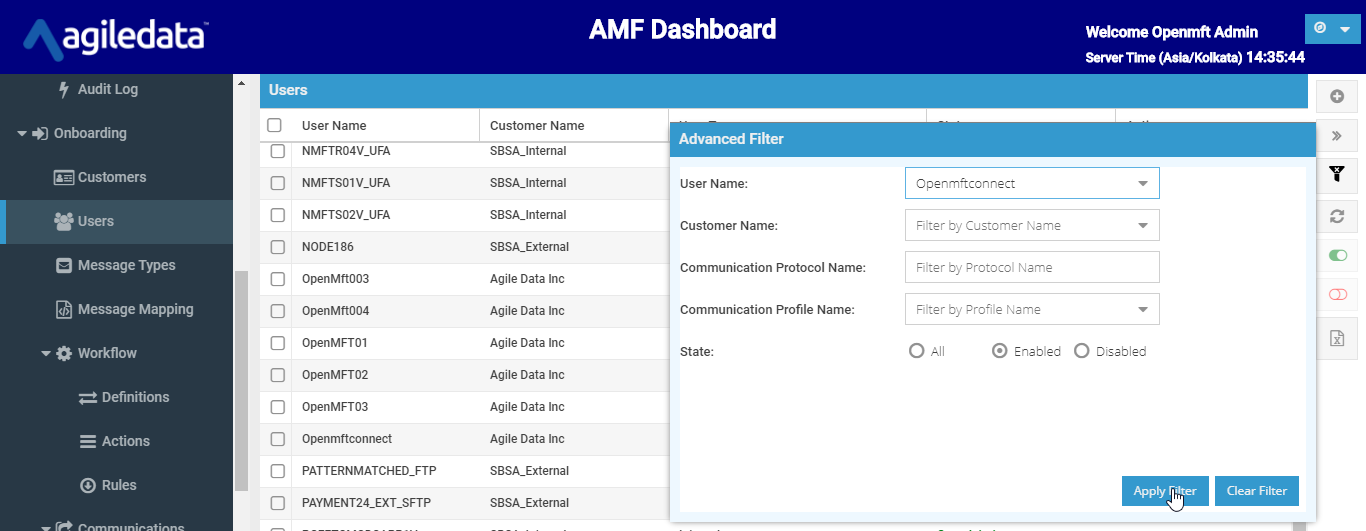 agiledata™
AMF Dashboard
Welcome Openmft Admin
Server Time (Asia/Kolkata) 14:35:44
Audit Log
Onboarding
Customers
Users
Message Types
Message Mapping
Workflow
Definitions
Actions
Rules
Communications
Users
User Name Customer Name
NMFTR04V_UFA SBSA_Internal
NMFTS01V_UFA SBSA_Internal
NMFTS02V_UFA SBSA_Internal
NODE186 SBSA_External
OpenMft003 Agile Data Inc
OpenMft004 Agile Data Inc
OpenMFT01 Agile Data Inc
OpenMFT02 Agile Data Inc
OpenMFT03 Agile Data Inc
Openmftconnect Agile Data Inc
PATTERNMATCHED_FTP SBSA_External
PAYMENT24_EXT_SFTP SBSA_External
Advanced Filter
User Name: Openmftconnect
Customer Name: Filter by Customer Name
Communication Protocol Name: Filter by Protocol Name
Communication Profile Name: Filter by Profile Name
State: All Enabled Disabled
Apply Filter Clear Filter